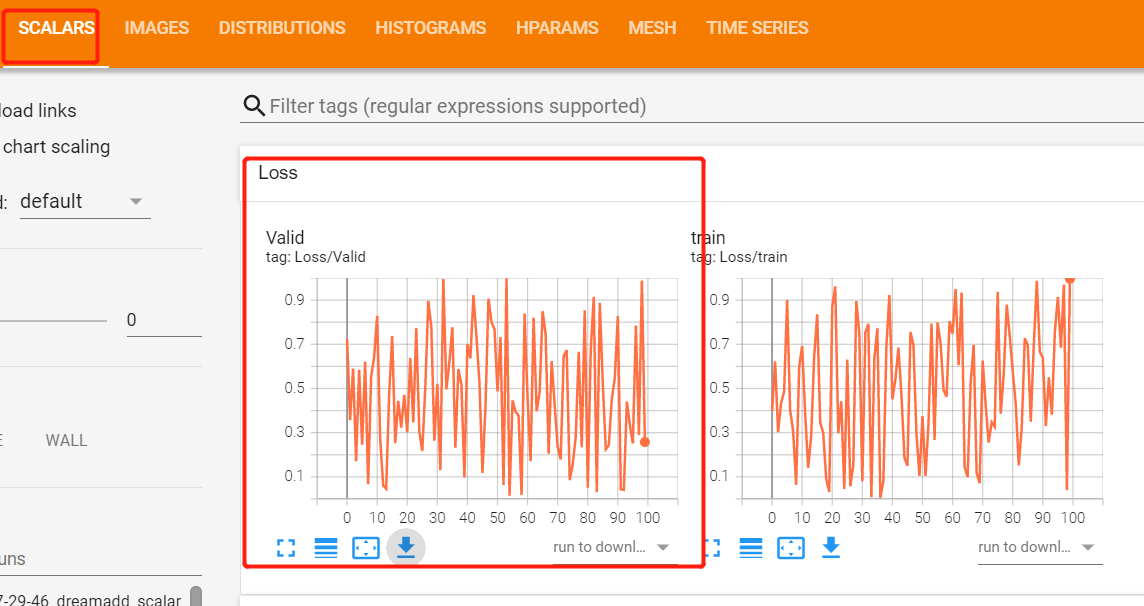 SCALARS IMAGES DISTRIBUTIONS HISTOGRAMS HPARAMS MESH TIME SERIES
load links
Filter tags (regular expressions supported)
chart scaling
Loss
d: default
Valid
tag: Loss/Valid
0.9
0.7
0.5
0.3
0.1
0 10 20 30 40 50 60 70 80 90 100
run to downl...
train
tag: Loss/train
0.9
0.7
0.5
0.3
0.1
0 10 20 30 40 50 60 70 80 90 100
run to downl...
0
E WALL
uns
7-29-46_dreamadd_scalar